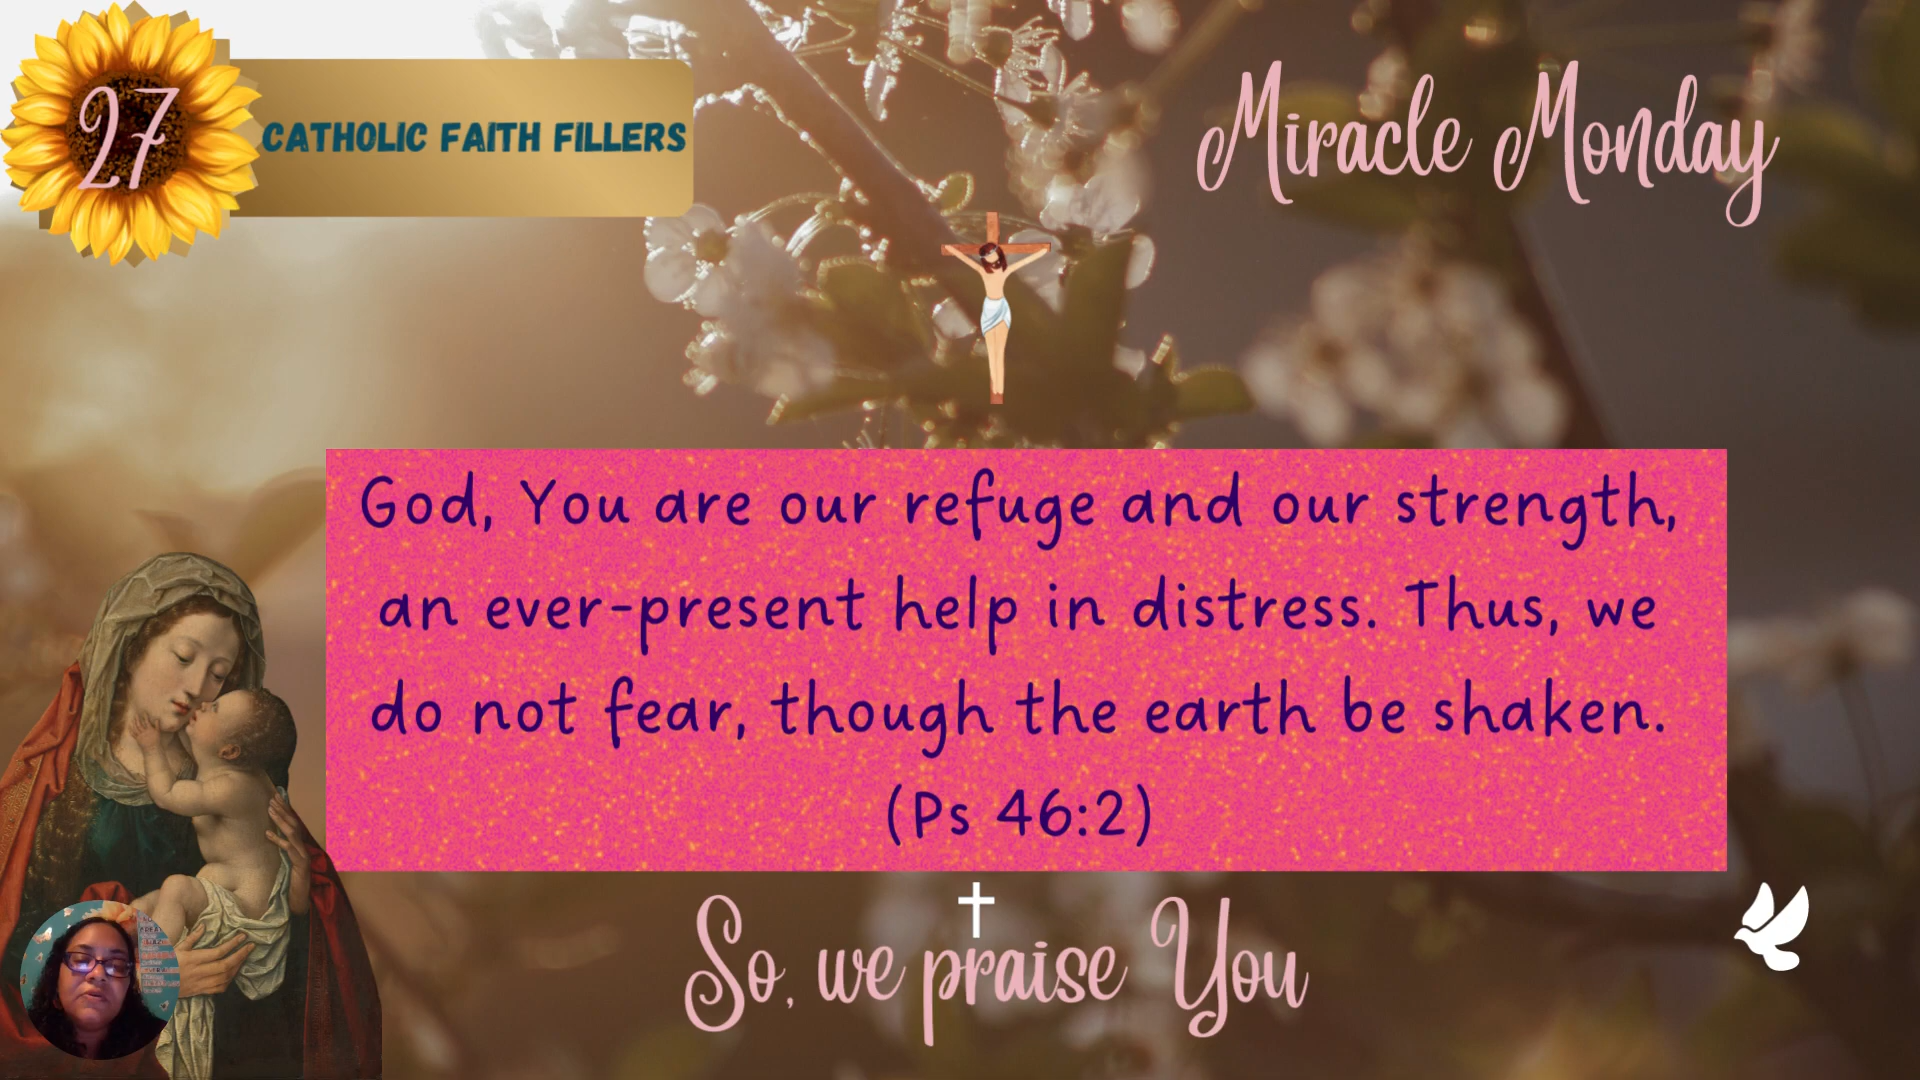 27
CATHOLIC FAITH FILLERS
Miracle Monday
God, You are our refuge and our strength,
an ever-present help in distress. Thus, we
do not fear, though the earth be shaken.
(Ps 46:2)
So, we praise You